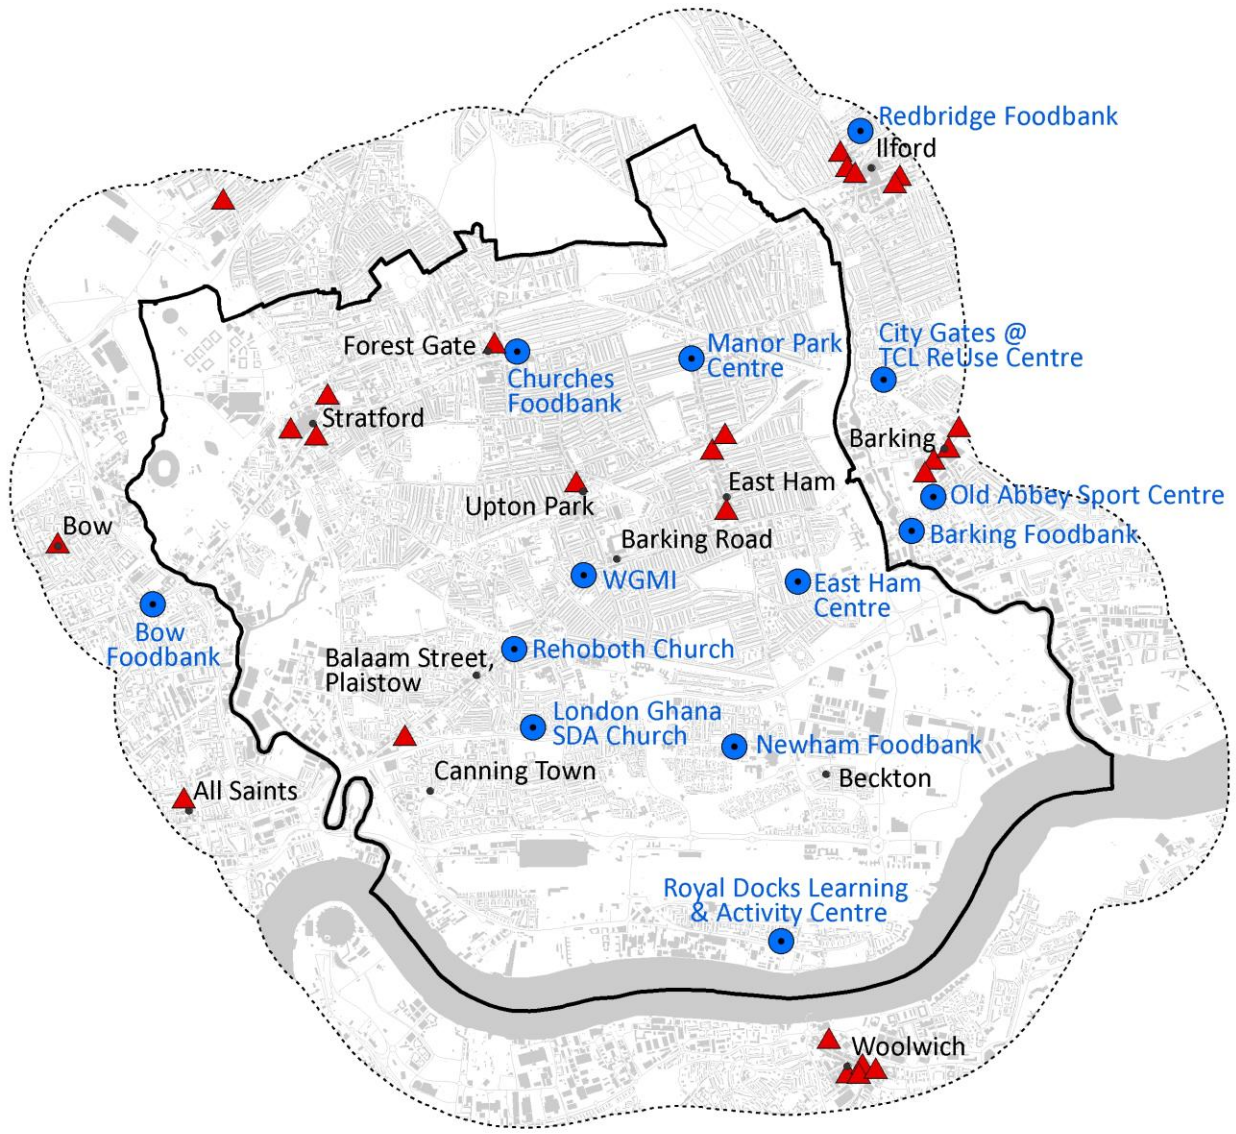 Redbridge Foodbank
Ilford
Forest Gate
Churches
Foodbank
Manor Park
Centre
City Gates @
TCL ReUse Centre
Stratford
Barking
Upton Park
East Ham
Old Abbey Sport Centre
Bow
Barking Road
Barking Foodbank
WGMI
East Ham
Centre
Bow
Foodbank
Rehoboth Church
Balaam Street,
Plaistow
London Ghana
SDA Church
Newham Foodbank
Canning Town
Beckton
All Saints
Royal Docks Learning
& Activity Centre
Woolwich